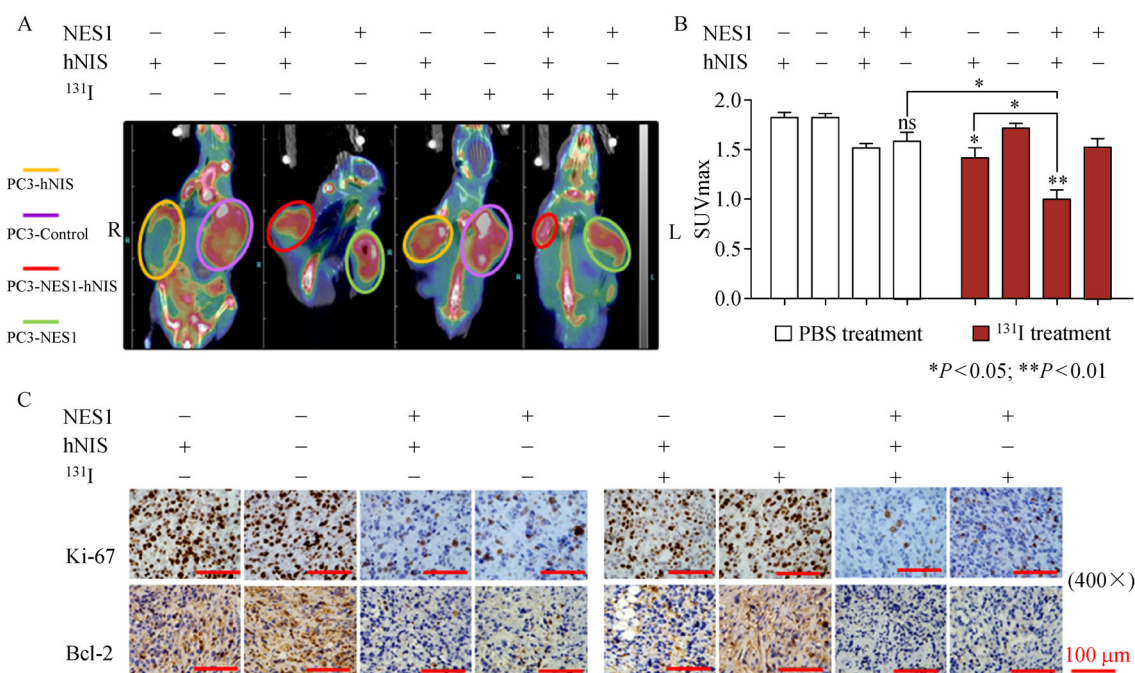 A
NES1 − − + + − − + +
hNIS + − + − + − + −
¹³¹I − − − − + + + +
PC3-hNIS
PC3-Control
PC3-NES1-hNIS
PC3-NES1
R
L
R
R
R
R
L
B
NES1 − − + + − − + +
hNIS + − + − + − + −
SUVmax
2.0
1.5
1.0
1.5
0.0
*
*
ns
*
**
PBS treatment
¹³¹I treatment
*P<0.05; **P<0.01
C
NES1 − − + + − − + +
hNIS + − + − + − + −
¹³¹I − − − − + + + +
Ki-67
(400×)
Bcl-2
100 μm